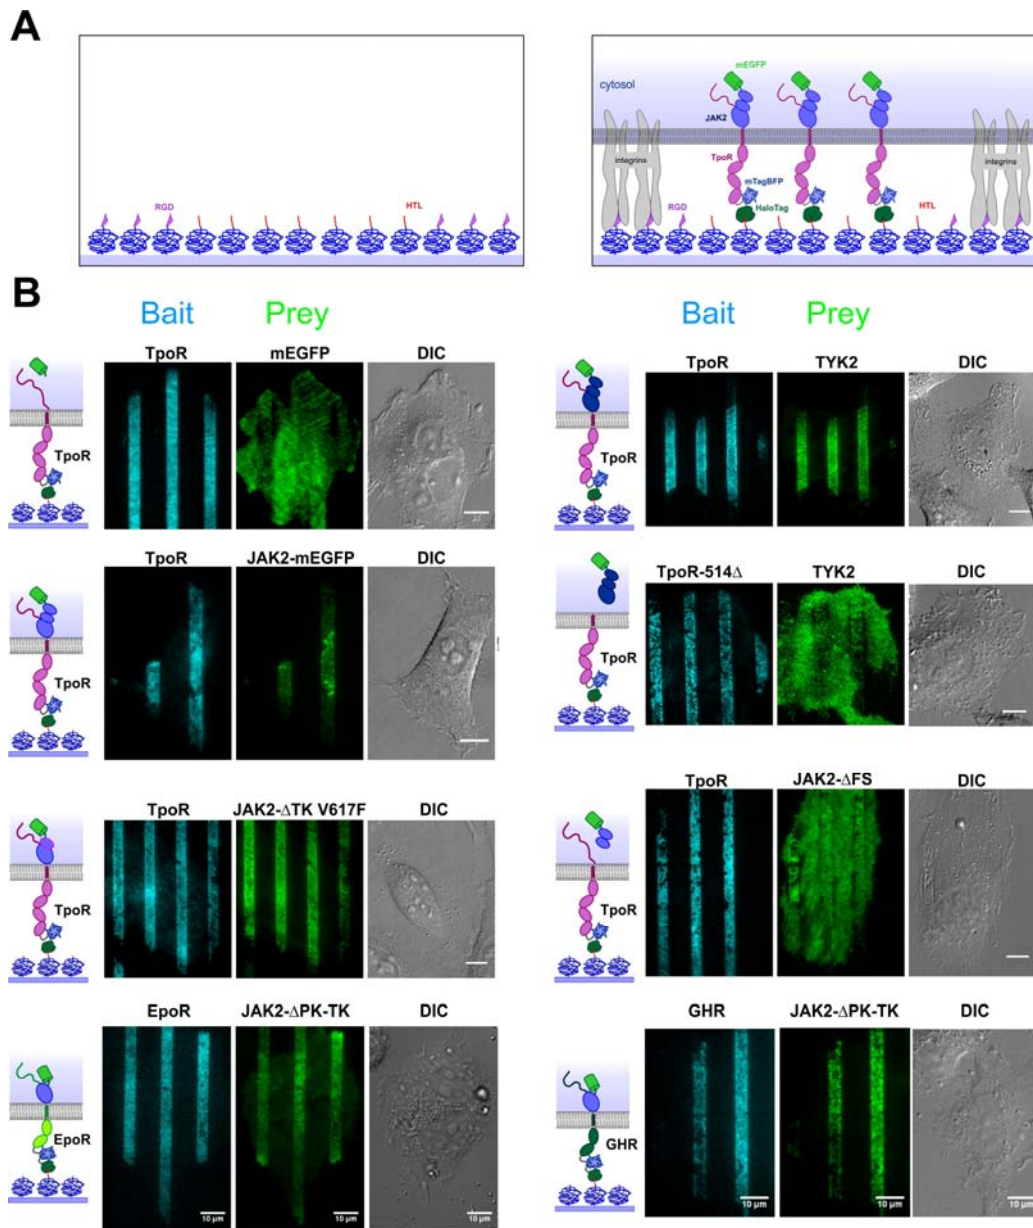 A
RGD
HTL
cytosol
mEGFP
JAK2
integrins
TpoR
mTagBFP
HaloTag
RGD
HTL
integrins
B
Bait Prey
TpoR mEGFP DIC
TpoR
TpoR JAK2-mEGFP DIC
TpoR
TpoR JAK2-ΔTK V617F DIC
TpoR
EpoR JAK2-ΔPK-TK DIC
EpoR
10 µm 10 µm 10 µm
Bait Prey
TpoR TYK2 DIC
TpoR
TpoR-514Δ TYK2 DIC
TpoR
TpoR JAK2-ΔFS DIC
TpoR
GHR JAK2-ΔPK-TK DIC
GHR
10 µm 10 µm 10 µm